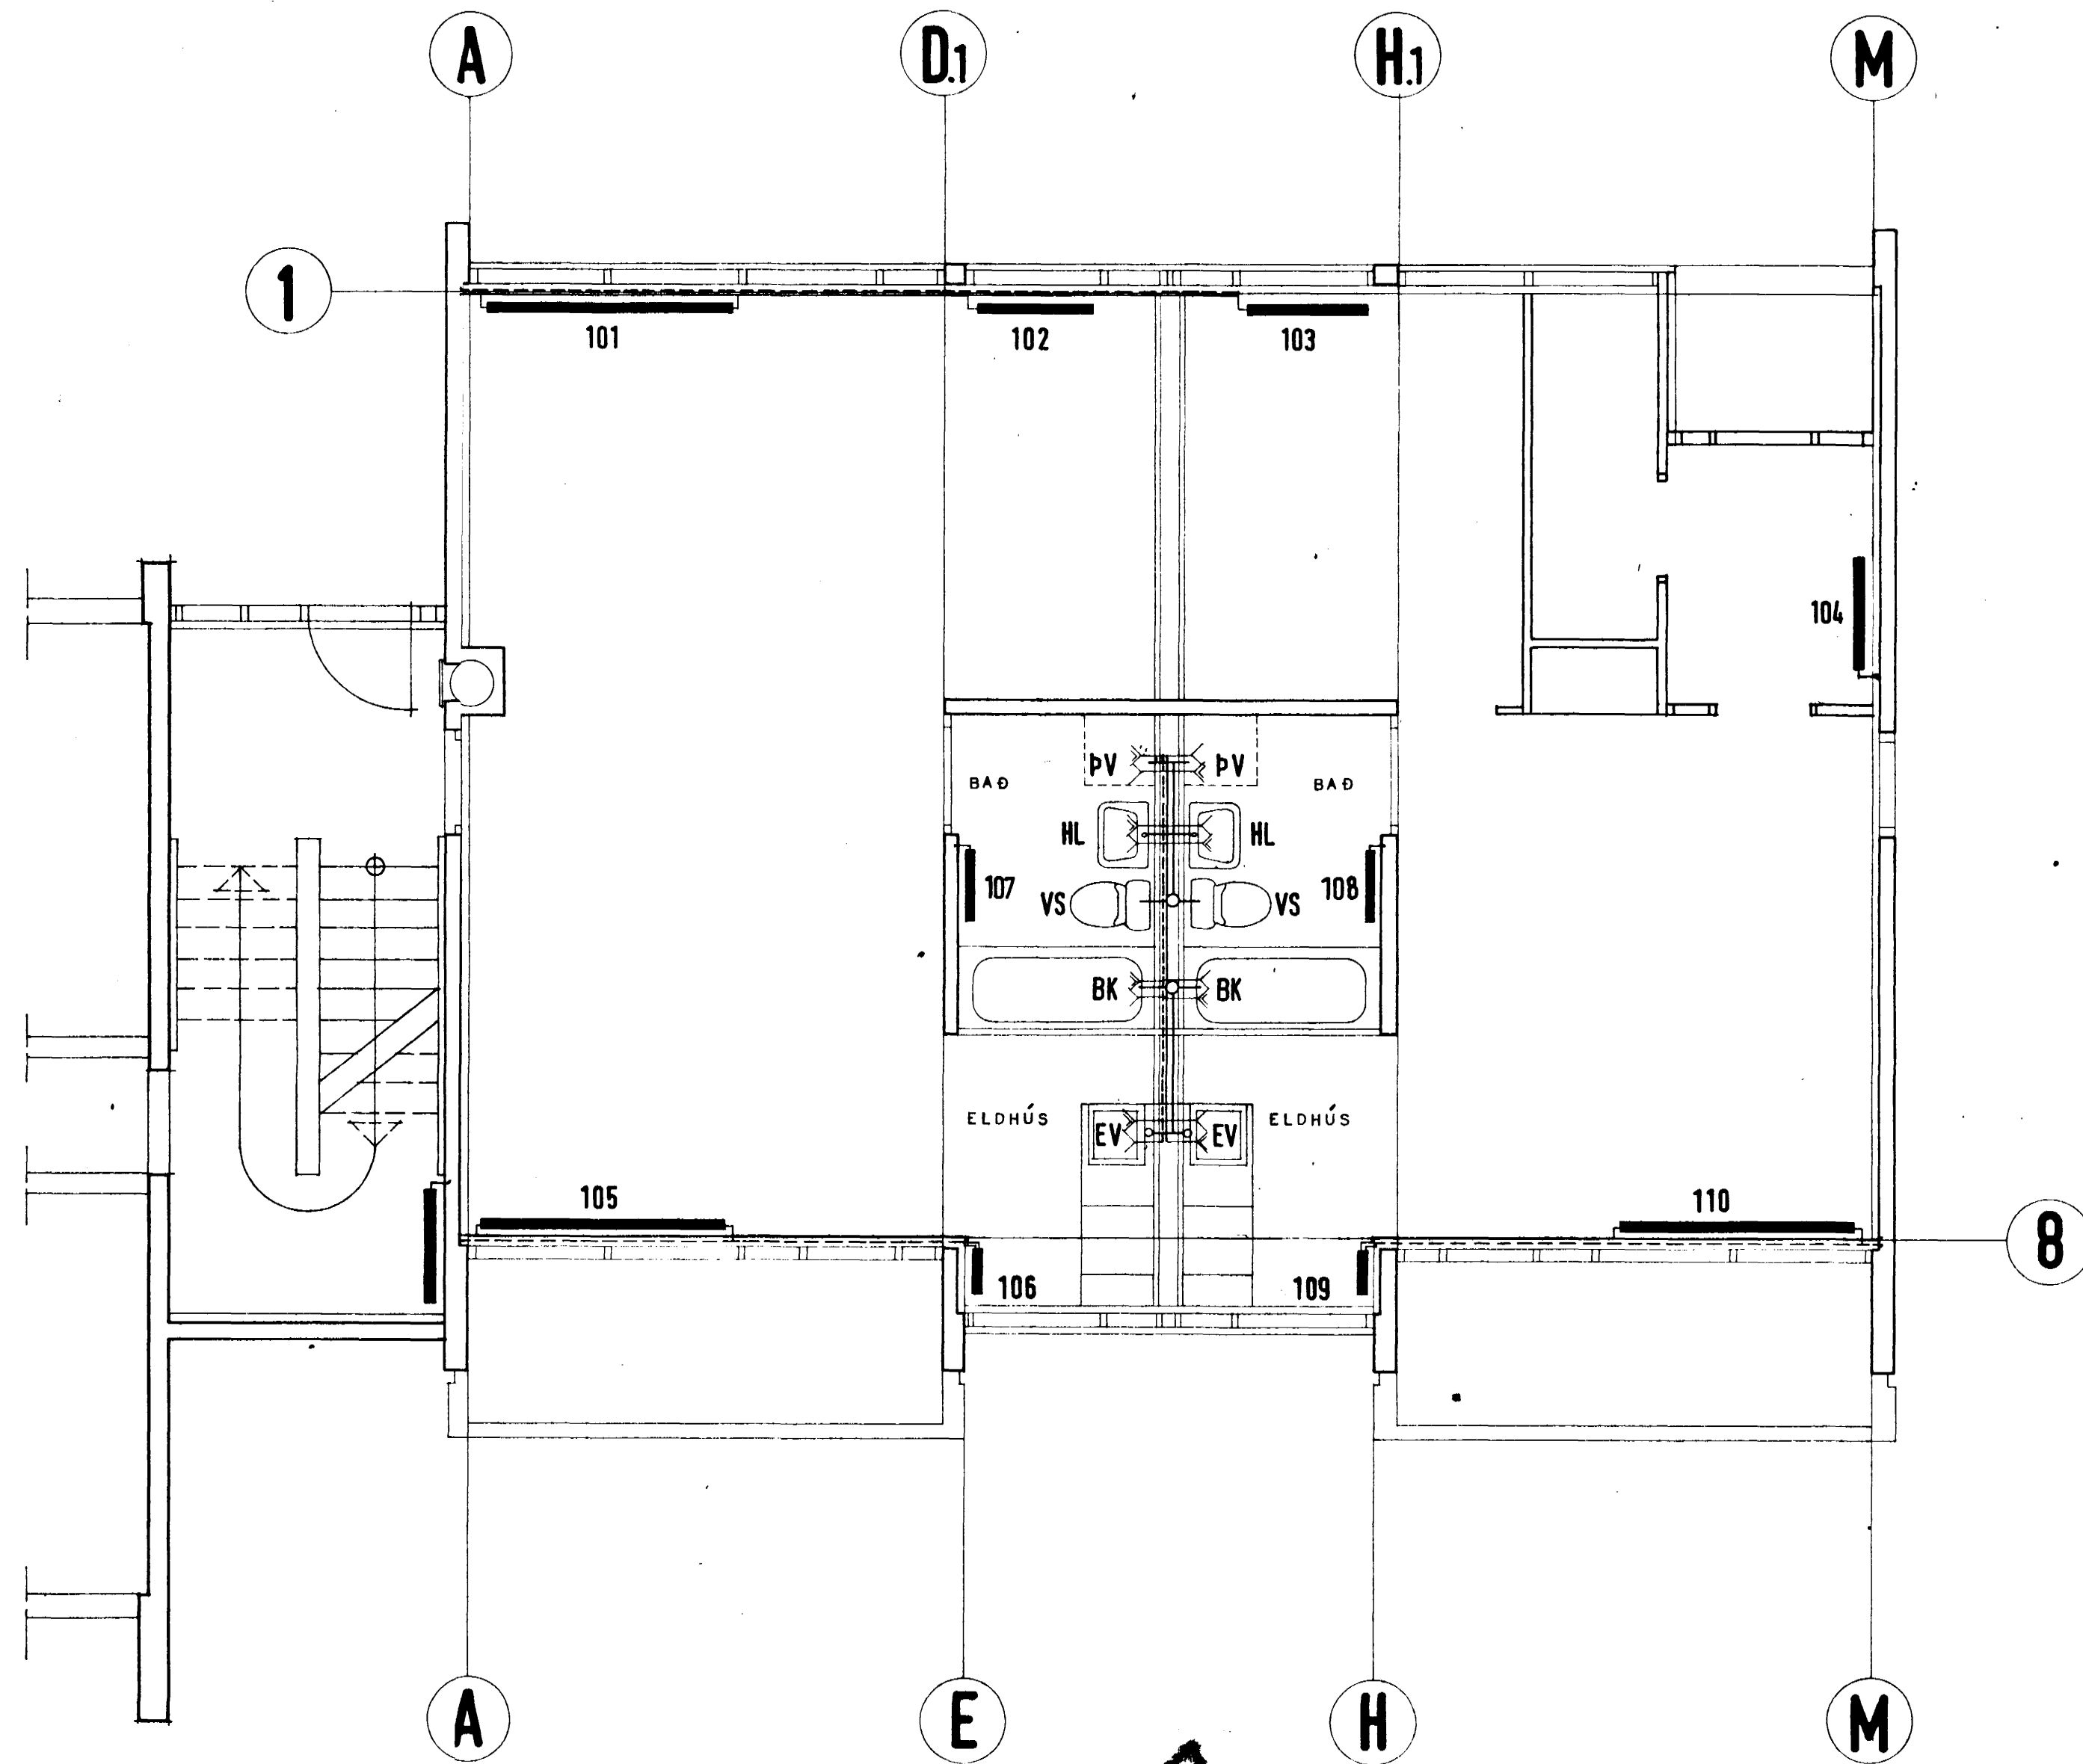 A D.1 H.1 M
1
101 102 103
104
ÞV ÞV
BAÐ BAÐ
HL HL
107 108
VS VS
BK BK
ELDHÚS ELDHÚS
EV EV
105 110
8
106 109
A E H M